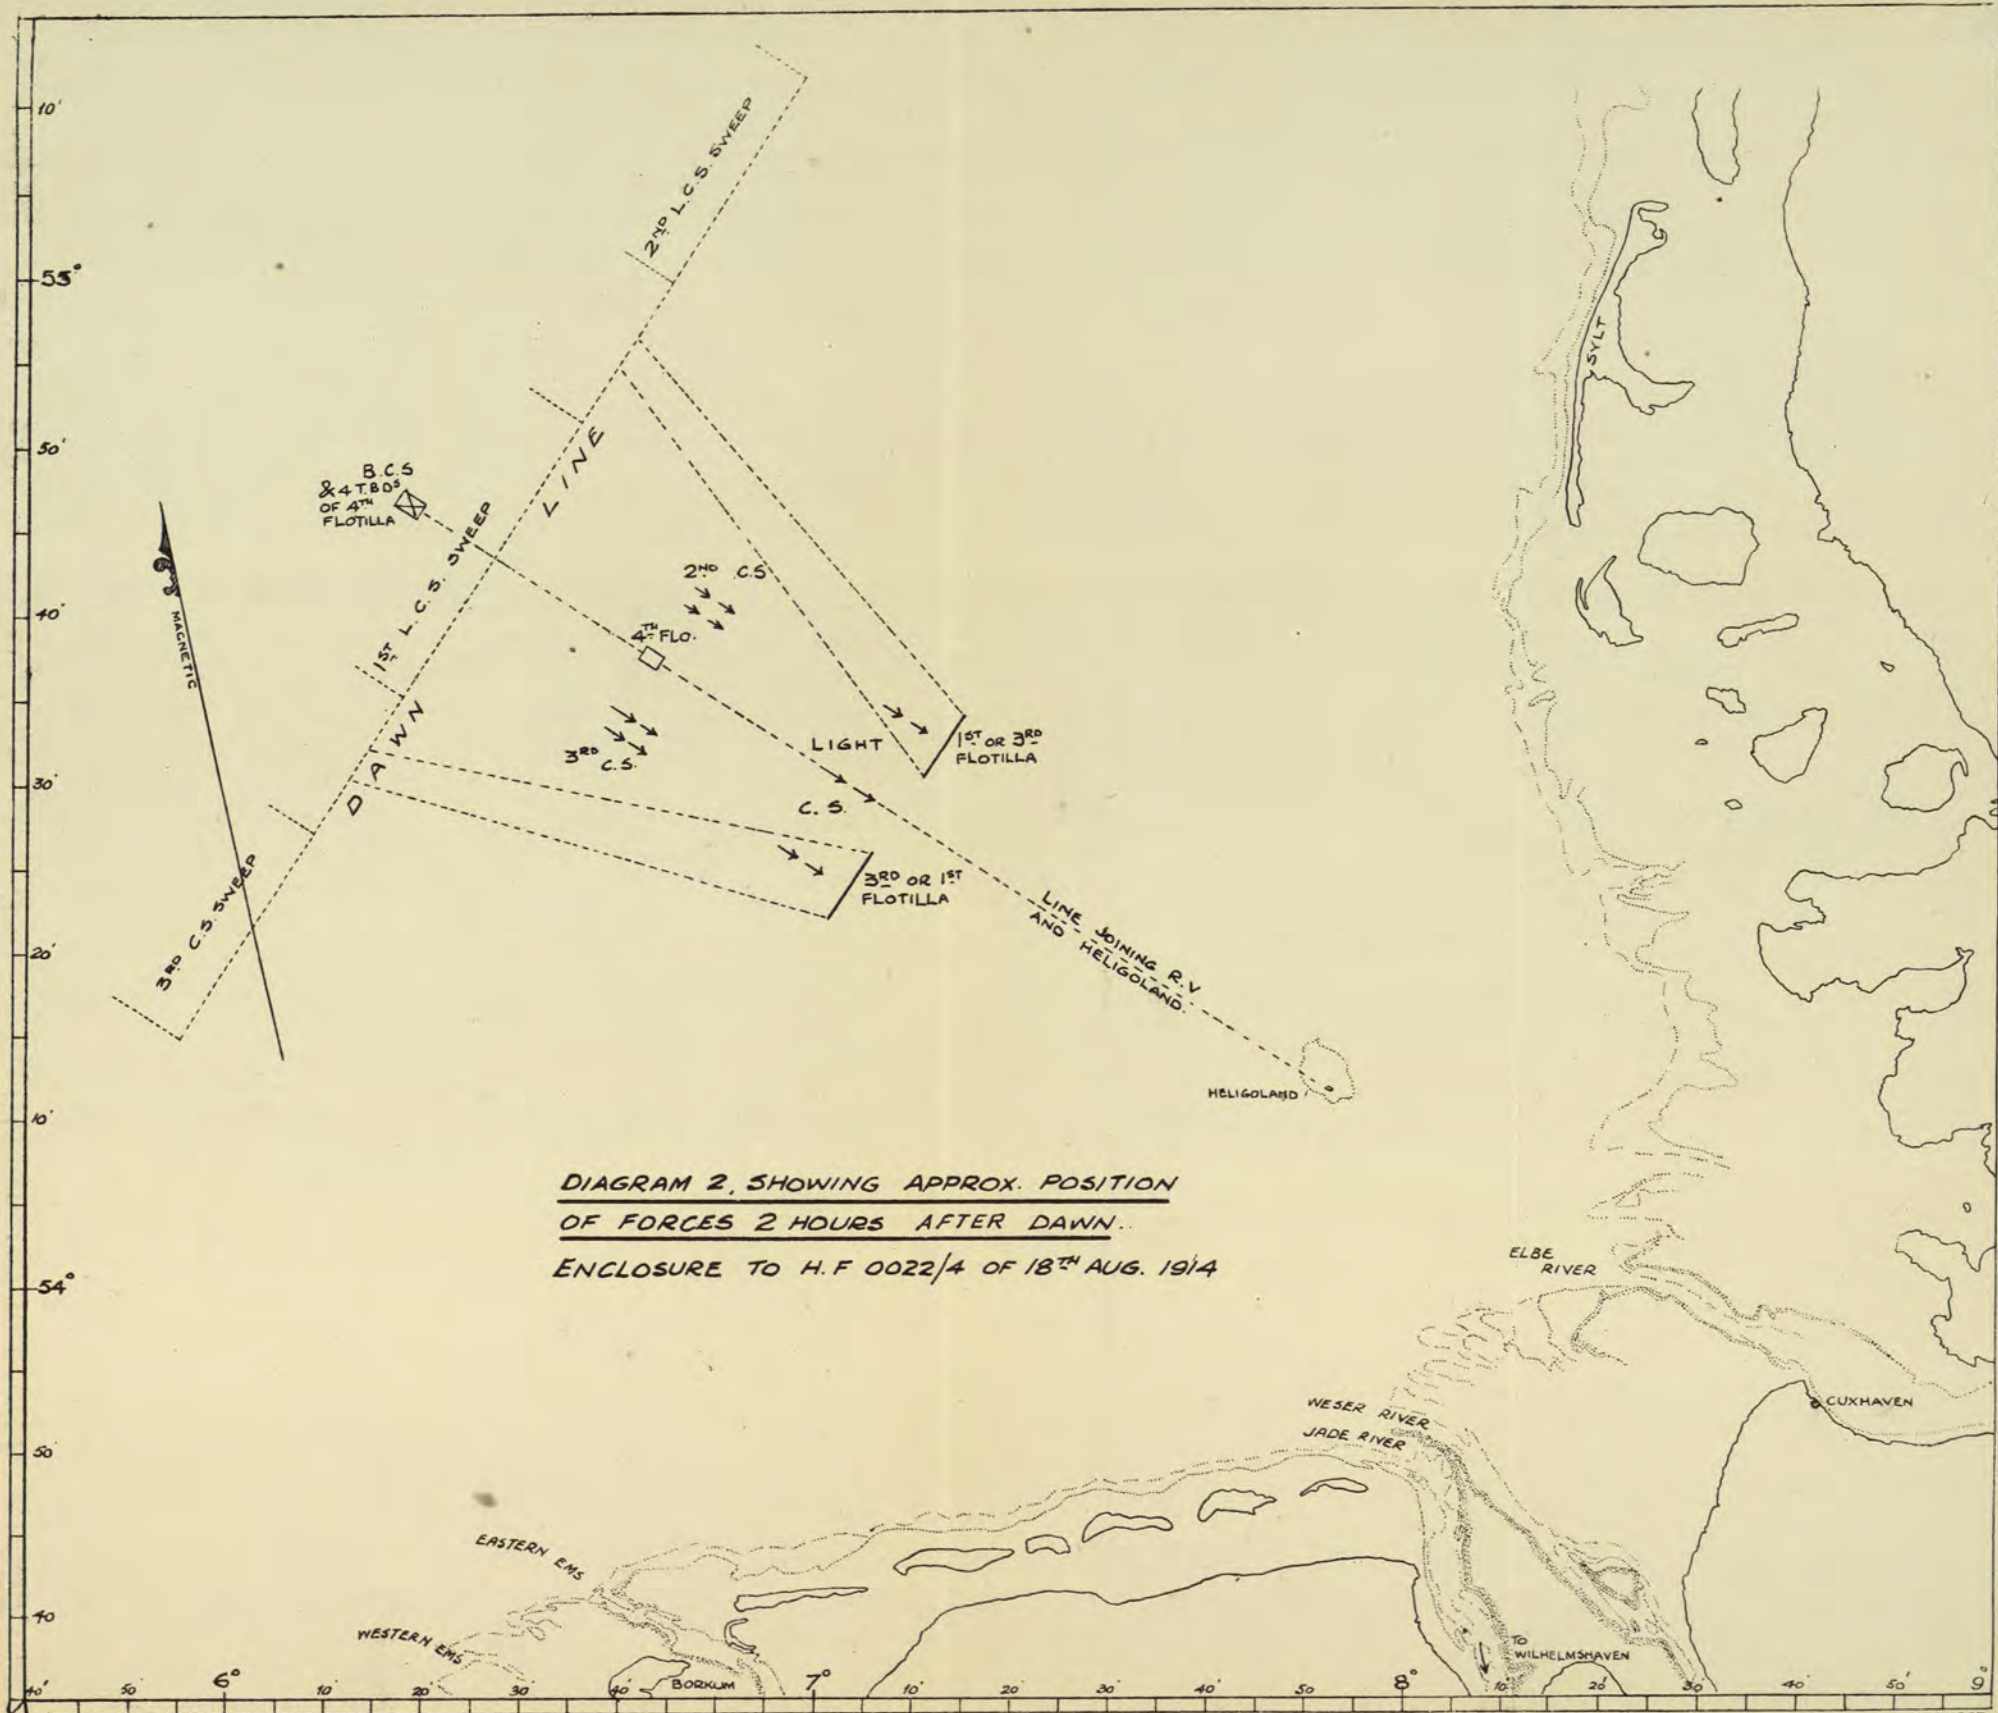 10'
55°
50'
40'
30'
20'
10'
54°
50'
40
40'
50'
6°
10'
20'
30'
40'
7°
10'
20
30'
40'
50
8°
10'
20'
30'
40'
50'
9°
2ND L.C.S. SWEEP
B.C.S
& 4 T.B.DS
OF 4TH
FLOTILLA
LINE
1ST L.C.S. SWEEP
MAGNETIC
2ND C.S
4TH FLO.
3RD
C.S.
LIGHT
C.S.
1ST OR 3RD
FLOTILLA
DAWN
3RD OR 1ST
FLOTILLA
3RD C.S. SWEEP
LINE JOINING R.V
AND HELIGOLAND.
HELIGOLAND
SYLT
DIAGRAM 2, SHOWING APPROX. POSITION
OF FORCES 2 HOURS AFTER DAWN.
ENCLOSURE TO H.F 0022/4 OF 18TH AUG. 1914
ELBE
RIVER
CUXHAVEN
WESER RIVER
JADE RIVER
EASTERN EMS
WESTERN EMS
BORKUM
TO
WILHELMSHAVEN